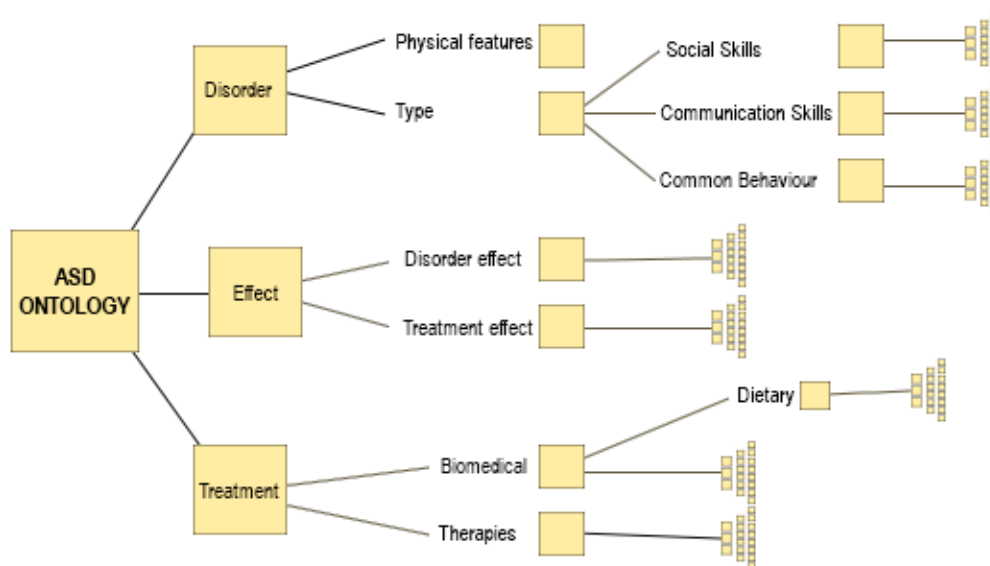 Physical features
Social Skills
Disorder
Type
Communication Skills
Common Behaviour
ASD
ONTOLOGY
Disorder effect
Effect
Treatment effect
Dietary
Biomedical
Treatment
Therapies